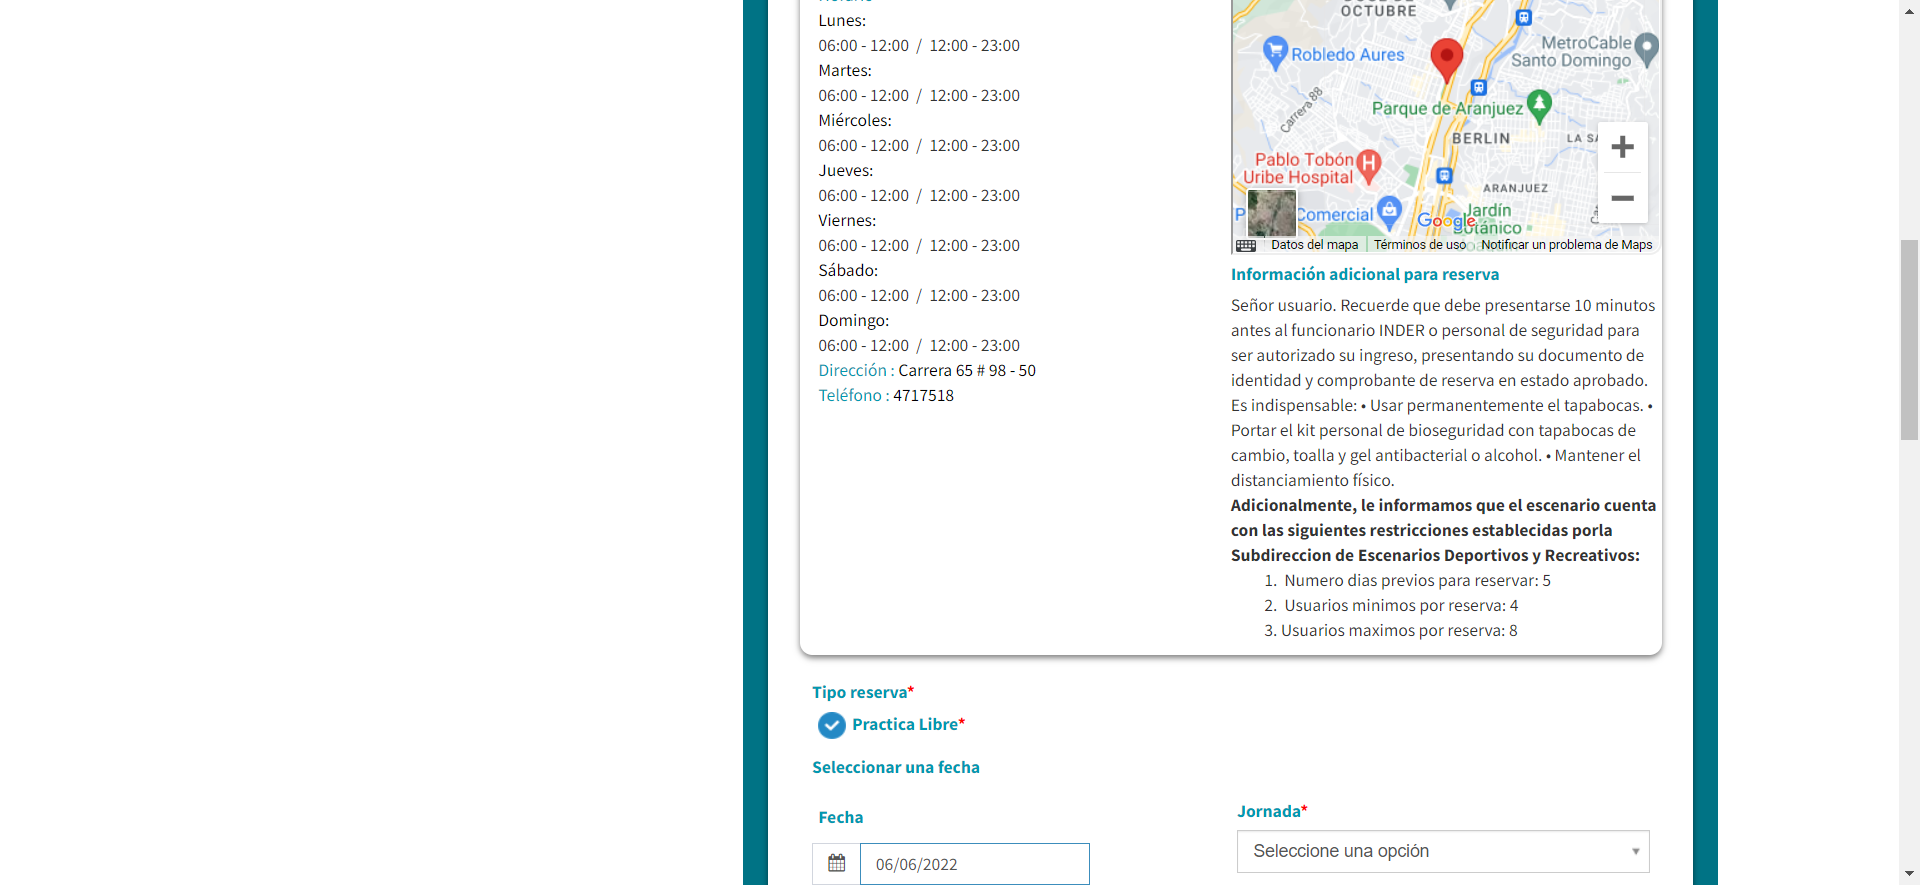 Lunes:
06:00 - 12:00 / 12:00 - 23:00
Martes:
06:00 - 12:00 / 12:00 - 23:00
Miércoles:
06:00 - 12:00 / 12:00 - 23:00
Jueves:
06:00 - 12:00 / 12:00 - 23:00
Viernes:
06:00 - 12:00 / 12:00 - 23:00
Sábado:
06:00 - 12:00 / 12:00 - 23:00
Domingo:
06:00 - 12:00 / 12:00 - 23:00
Dirección : Carrera 65 # 98 - 50
Teléfono : 4717518
OCTUBRE
Robledo Aures
MetroCable
Santo Domingo
Carrera 88
Parque de Aranjuez
BERLIN
LA SA
Pablo Tobón
Uribe Hospital
ARANJUEZ
Comercial
Google
Jardín
Botánico
Datos del mapa
Términos de uso
Notificar un problema de Maps
Información adicional para reserva
Señor usuario. Recuerde que debe presentarse 10 minutos
antes al funcionario INDER o personal de seguridad para
ser autorizado su ingreso, presentando su documento de
identidad y comprobante de reserva en estado aprobado.
Es indispensable: • Usar permanentemente el tapabocas. •
Portar el kit personal de bioseguridad con tapabocas de
cambio, toalla y gel antibacterial o alcohol. • Mantener el
distanciamiento físico.
Adicionalmente, le informamos que el escenario cuenta
con las siguientes restricciones establecidas porla
Subdireccion de Escenarios Deportivos y Recreativos:
1. Numero dias previos para reservar: 5
2. Usuarios minimos por reserva: 4
3. Usuarios maximos por reserva: 8
Tipo reserva*
Practica Libre*
Seleccionar una fecha
Fecha
06/06/2022
Jornada*
Seleccione una opción